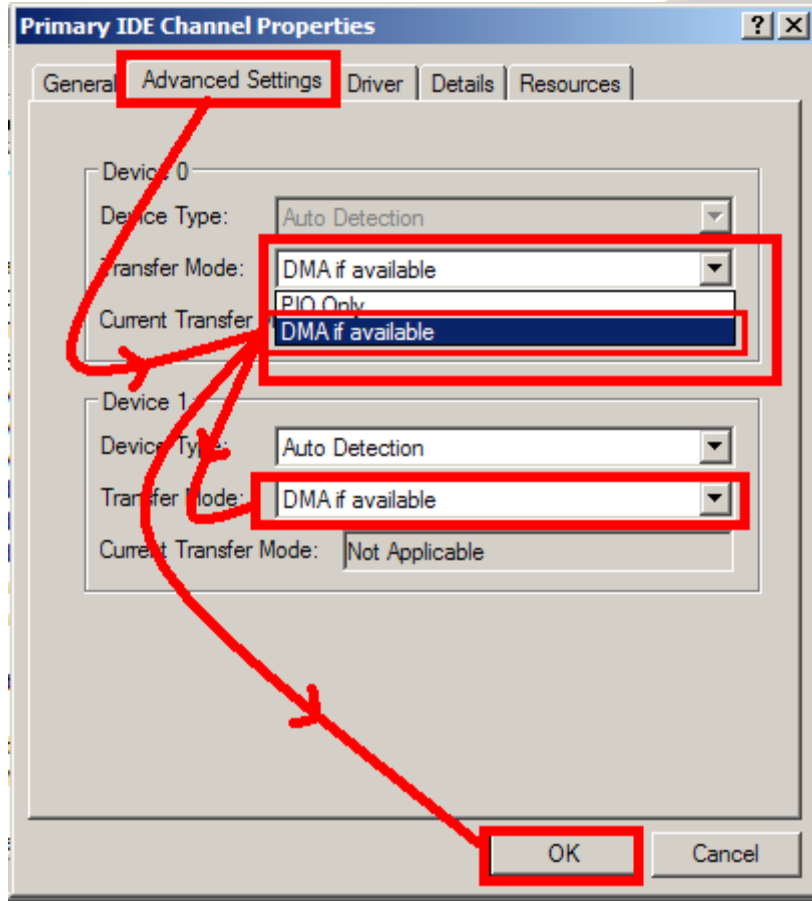 Primary IDE Channel Properties
General Advanced Settings Driver Details Resources
Device 0
Device Type: Auto Detection
Transfer Mode: DMA if available
PIO Only
Current Transfer
DMA if available
Device 1
Device Type: Auto Detection
Transfer Mode: DMA if available
Current Transfer Mode: Not Applicable
OK Cancel